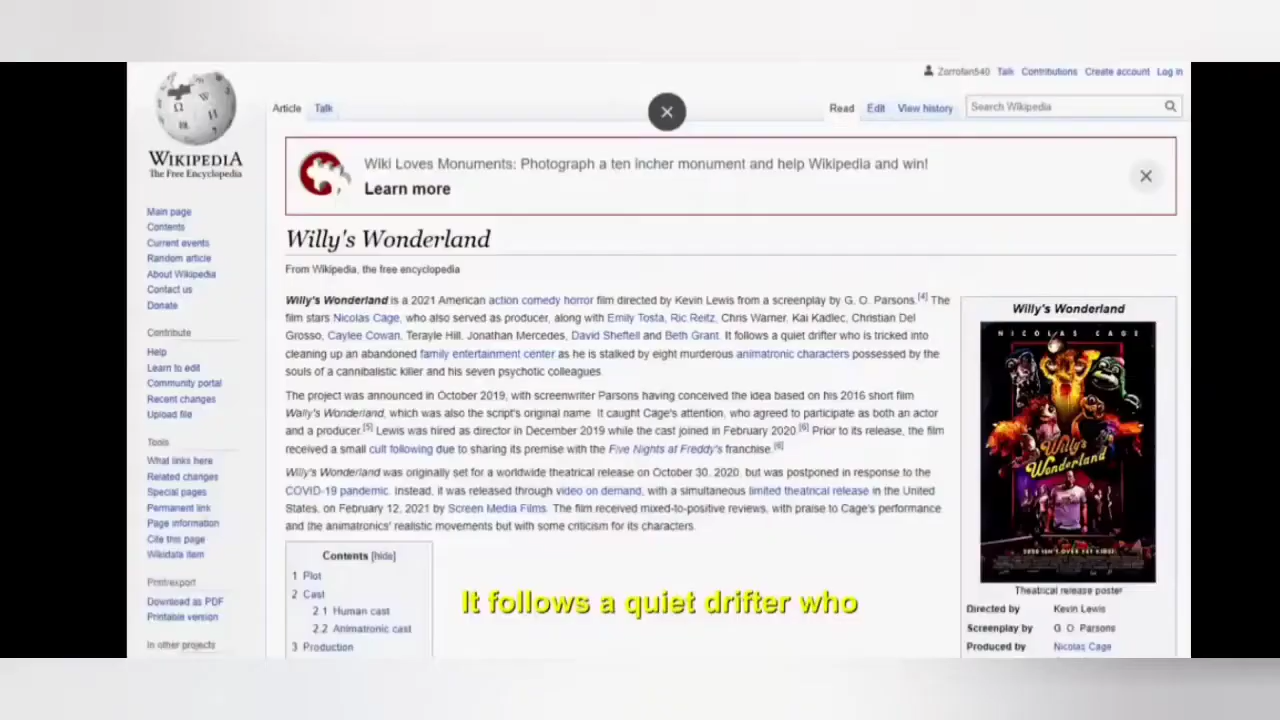 Zorrofan540 Talk Contributions Create account Log in
Article Talk
Read Edit View history Search Wikipedia
WIKIPEDIA
The Free Encyclopedia
Wiki Loves Monuments: Photograph a ten incher monument and help Wikipedia and win!
Learn more
Main page
Contents
Current events
Random article
About Wikipedia
Contact us
Donate
Contribute
Help
Learn to edit
Community portal
Recent changes
Upload file
Tools
What links here
Related changes
Special pages
Permanent link
Page information
Cite this page
Wikidata item
Print/export
Download as PDF
Printable version
In other projects
Willy's Wonderland
From Wikipedia, the free encyclopedia
Willy's Wonderland is a 2021 American action comedy horror film directed by Kevin Lewis from a screenplay by G. O. Parsons.[4] The
film stars Nicolas Cage, who also served as producer, along with Emily Tosta, Ric Reitz, Chris Warner, Kai Kadlec, Christian Del
Grosso, Caylee Cowan, Terayle Hill, Jonathan Mercedes, David Sheftell and Beth Grant. It follows a quiet drifter who is tricked into
cleaning up an abandoned family entertainment center as he is stalked by eight murderous animatronic characters possessed by the
souls of a cannibalistic killer and his seven psychotic colleagues.
The project was announced in October 2019, with screenwriter Parsons having conceived the idea based on his 2016 short film
Wally's Wonderland, which was also the script's original name. It caught Cage's attention, who agreed to participate as both an actor
and a producer.[5] Lewis was hired as director in December 2019 while the cast joined in February 2020.[6] Prior to its release, the film
received a small cult following due to sharing its premise with the Five Nights at Freddy's franchise.[6]
Willy's Wonderland was originally set for a worldwide theatrical release on October 30, 2020, but was postponed in response to the
COVID-19 pandemic. Instead, it was released through video on demand, with a simultaneous limited theatrical release in the United
States, on February 12, 2021 by Screen Media Films. The film received mixed-to-positive reviews, with praise to Cage's performance
and the animatronics' realistic movements but with some criticism for its characters.
Contents [hide]
1 Plot
2 Cast
2.1 Human cast
2.2 Animatronic cast
3 Production
It follows a quiet drifter who
Willy's Wonderland
NICOLAS CAGE
Willy's
Wonderland
Theatrical release poster
Directed by Kevin Lewis
Screenplay by G. O. Parsons
Produced by Nicolas Cage